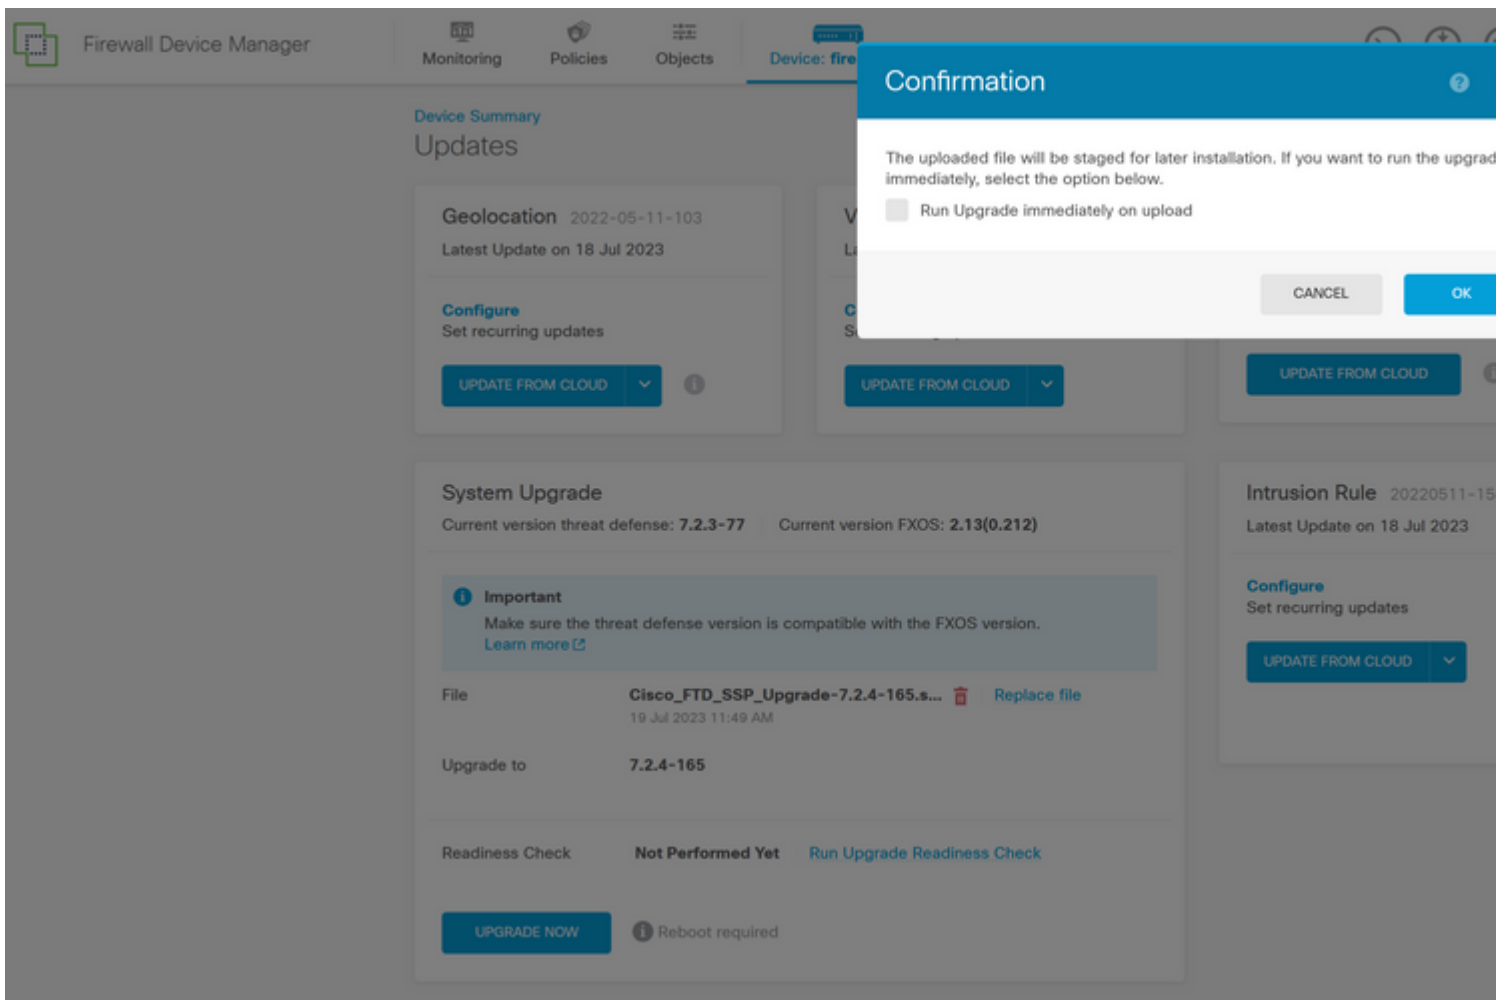 Firewall Device Manager
Monitoring
Policies
Objects
Device: fire
Confirmation
The uploaded file will be staged for later installation. If you want to run the upgrad
immediately, select the option below.
Run Upgrade immediately on upload
CANCEL
OK
Device Summary
Updates
Geolocation 2022-05-11-103
Latest Update on 18 Jul 2023
Configure
Set recurring updates
UPDATE FROM CLOUD
V
La
C
S
UPDATE FROM CLOUD
UPDATE FROM CLOUD
System Upgrade
Current version threat defense: 7.2.3-77 Current version FXOS: 2.13(0.212)
Important
Make sure the threat defense version is compatible with the FXOS version.
Learn more
File Cisco_FTD_SSP_Upgrade-7.2.4-165.s... Replace file
19 Jul 2023 11:49 AM
Upgrade to 7.2.4-165
Readiness Check Not Performed Yet Run Upgrade Readiness Check
UPGRADE NOW Reboot required
Intrusion Rule 20220511-15
Latest Update on 18 Jul 2023
Configure
Set recurring updates
UPDATE FROM CLOUD